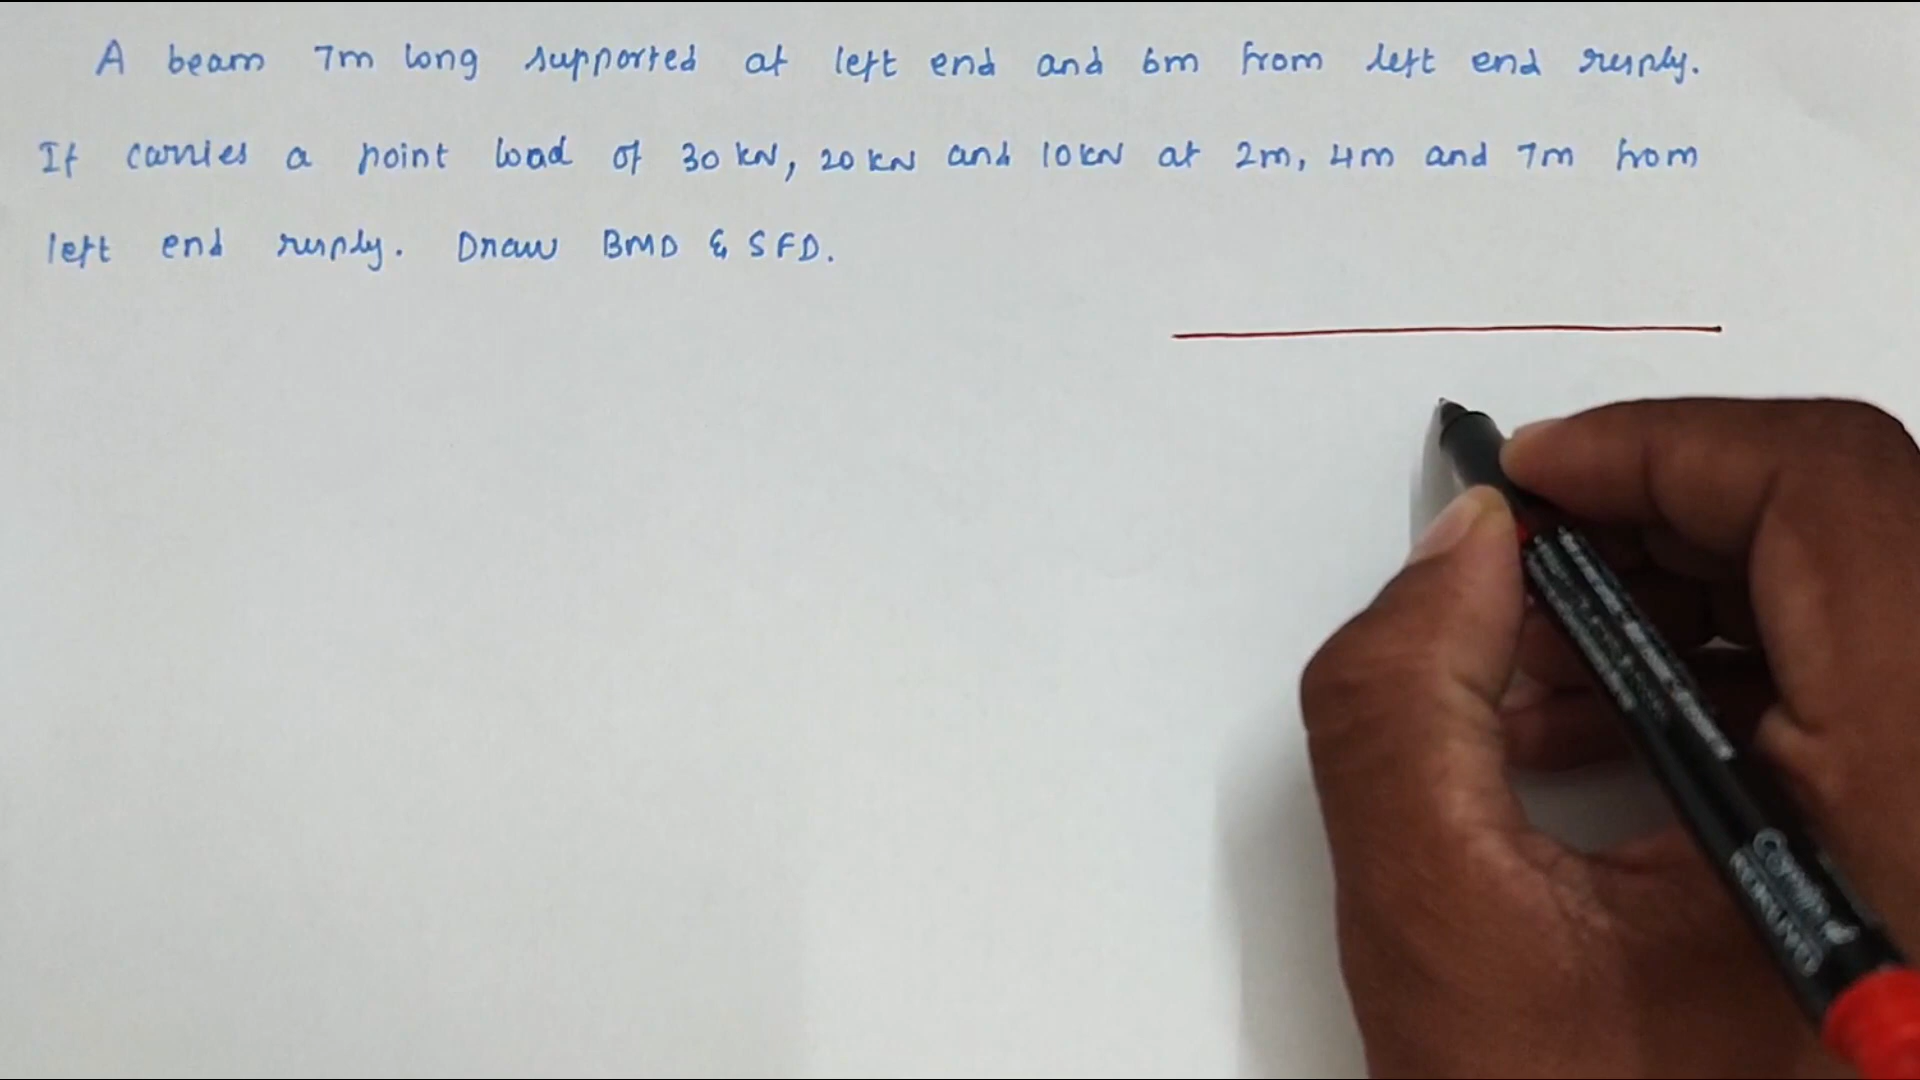 A beam 7m long supported at left end and 6m from left end resply.
It carries a point load of 30 kN, 20 kN and 10 kN at 2m, 4m and 7m from
left end resply. Draw BMD & SFD.